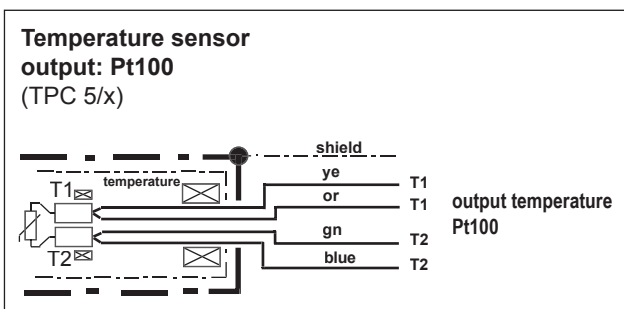 Temperature sensor
output: Pt100
(TPC 5/x)
shield
ye
T1
temperature
T1
or
T1
output temperature
Pt100
gn
T2
T2
blue
T2